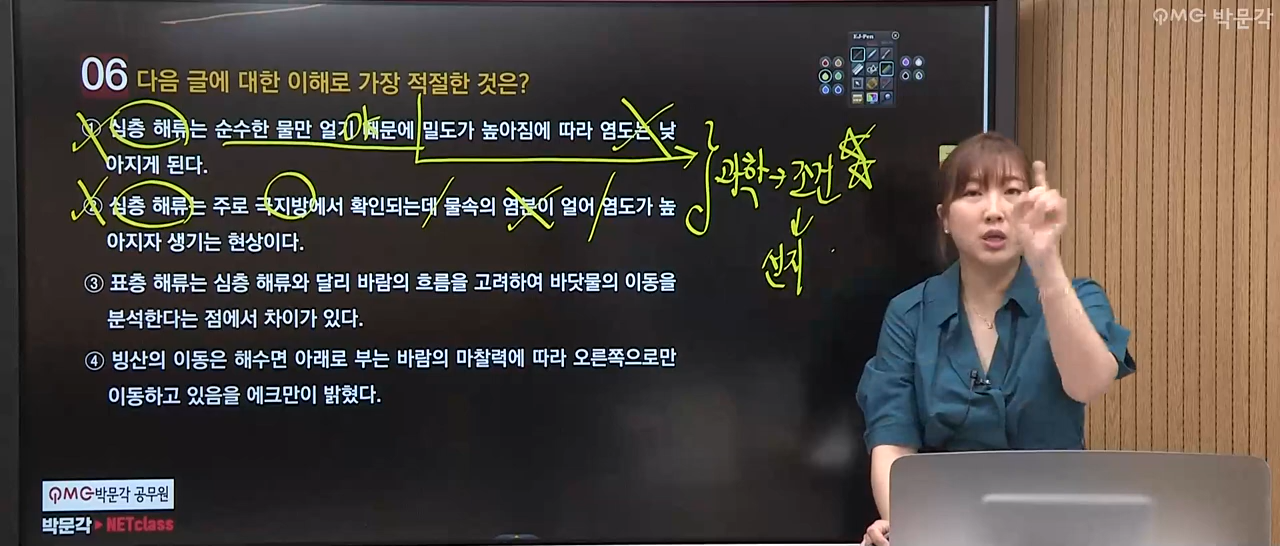 QMG 박문각
EJ-Pen
06 다음 글에 대한 이해로 가장 적절한 것은?
① 심층 해류는 순수한 물만 얼기 때문에 밀도가 높아짐에 따라 염도는 낮
아지게 된다.
② 심층 해류는 주로 극지방에서 확인되는데 물속의 염분이 얼어 염도가 높
아지자 생기는 현상이다.
과학 → 조건
↓
선지
③ 표층 해류는 심층 해류와 달리 바람의 흐름을 고려하여 바닷물의 이동을
분석한다는 점에서 차이가 있다.
④ 빙산의 이동은 해수면 아래로 부는 바람의 마찰력에 따라 오른쪽으로만
이동하고 있음을 에크만이 밝혔다.
QMG박문각 공무원
박문각 ▶ NETclass